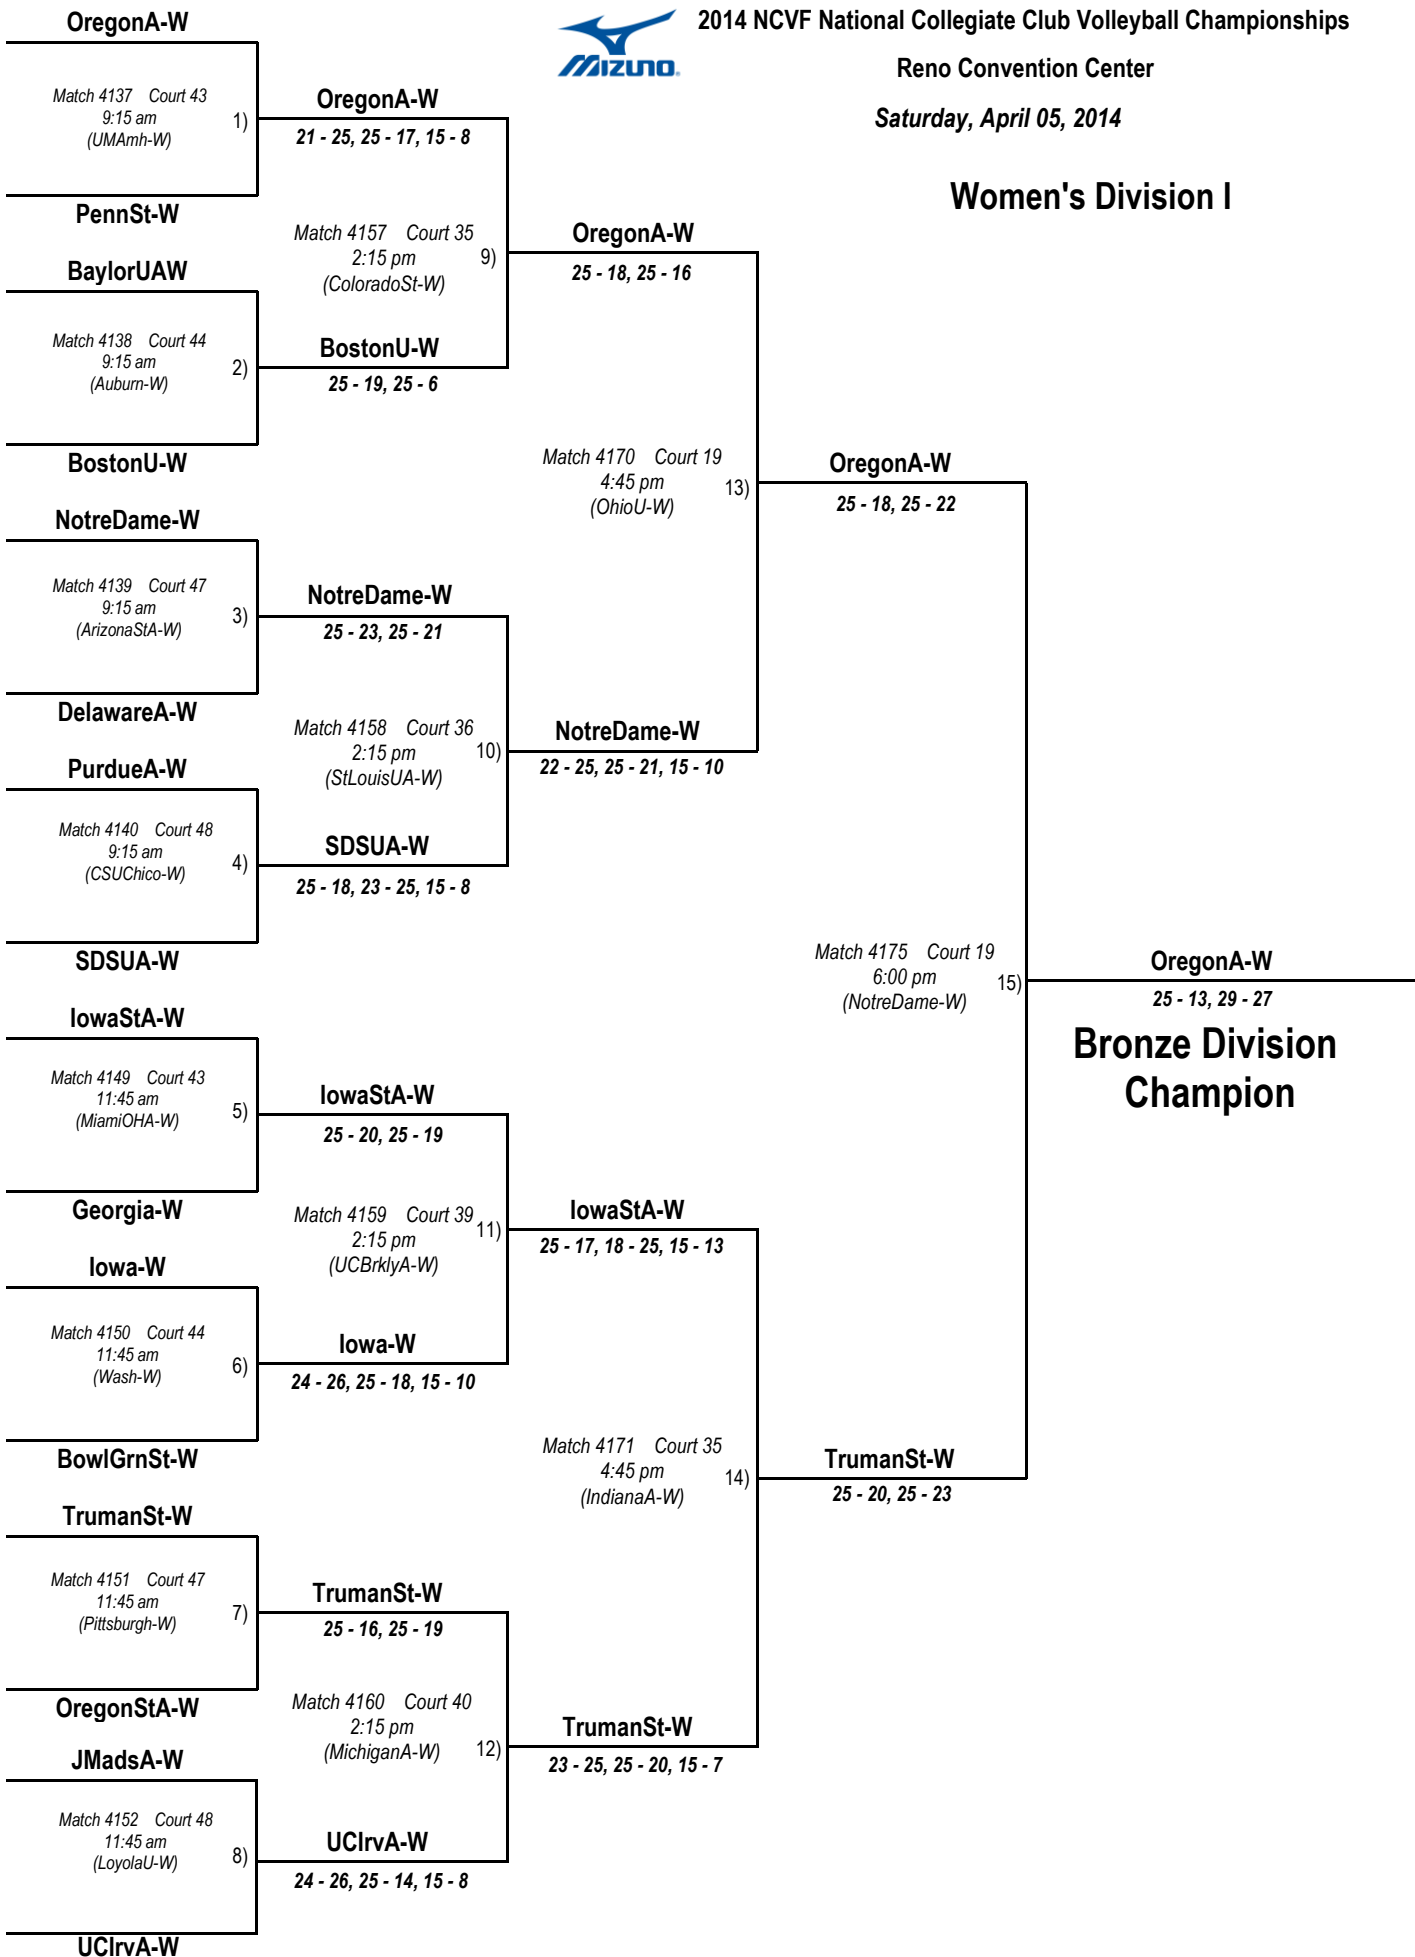 2014 NCVF National Collegiate Club Volleyball Championships
MIZUNO
Reno Convention Center
Saturday, April 05, 2014
Women's Division I
OregonA-W
Match 4137 Court 43
9:15 am
(UMAmh-W)
1)
PennSt-W
OregonA-W
21 - 25, 25 - 17, 15 - 8
BaylorUAW
Match 4138 Court 44
9:15 am
(Auburn-W)
2)
BostonU-W
BostonU-W
25 - 19, 25 - 6
Match 4157 Court 35
2:15 pm
(ColoradoSt-W)
9)
OregonA-W
25 - 18, 25 - 16
NotreDame-W
Match 4139 Court 47
9:15 am
(ArizonaStA-W)
3)
DelawareA-W
NotreDame-W
25 - 23, 25 - 21
PurdueA-W
Match 4140 Court 48
9:15 am
(CSUChico-W)
4)
SDSUA-W
SDSUA-W
25 - 18, 23 - 25, 15 - 8
Match 4158 Court 36
2:15 pm
(StLouisUA-W)
10)
NotreDame-W
22 - 25, 25 - 21, 15 - 10
Match 4170 Court 19
4:45 pm
(OhioU-W)
13)
OregonA-W
25 - 18, 25 - 22
IowaStA-W
Match 4149 Court 43
11:45 am
(MiamiOHA-W)
5)
Georgia-W
IowaStA-W
25 - 20, 25 - 19
Iowa-W
Match 4150 Court 44
11:45 am
(Wash-W)
6)
BowlGrnSt-W
Iowa-W
24 - 26, 25 - 18, 15 - 10
Match 4159 Court 39
2:15 pm
(UCBrklyA-W)
11)
IowaStA-W
25 - 17, 18 - 25, 15 - 13
TrumanSt-W
Match 4151 Court 47
11:45 am
(Pittsburgh-W)
7)
OregonStA-W
TrumanSt-W
25 - 16, 25 - 19
JMadsA-W
Match 4152 Court 48
11:45 am
(LoyolaU-W)
8)
UCIrvA-W
UCIrvA-W
24 - 26, 25 - 14, 15 - 8
Match 4160 Court 40
2:15 pm
(MichiganA-W)
12)
TrumanSt-W
23 - 25, 25 - 20, 15 - 7
Match 4171 Court 35
4:45 pm
(IndianaA-W)
14)
TrumanSt-W
25 - 20, 25 - 23
Match 4175 Court 19
6:00 pm
(NotreDame-W)
15)
OregonA-W
25 - 13, 29 - 27
Bronze Division
Champion